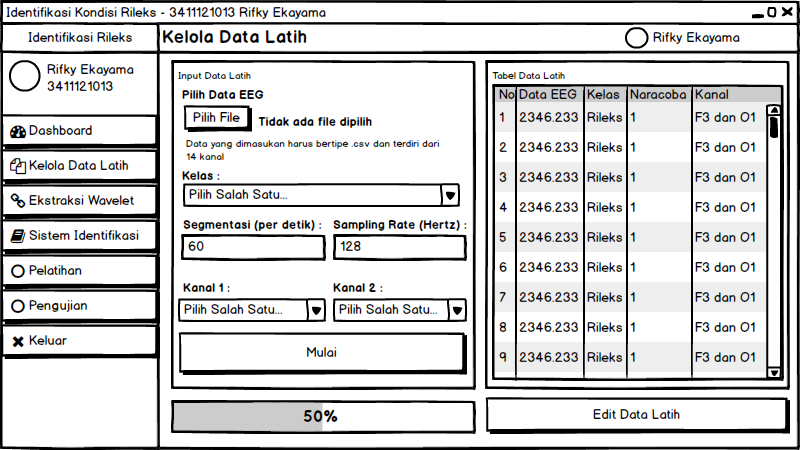 Identifikasi Kondisi Rileks - 3411121013 Rifky Ekayama
Identifikasi Rileks
Kelola Data Latih
Rifky Ekayama
Rifky Ekayama
3411121013
Dashboard
Kelola Data Latih
Ekstraksi Wavelet
Sistem Identifikasi
Pelatihan
Pengujian
Keluar
Input Data Latih
Pilih Data EEG
Pilih File
Tidak ada file dipilih
Data yang dimasukan harus bertipe .csv dan terdiri dari
14 kanal
Kelas :
Pilih Salah Satu...
Segmentasi (per detik) : Sampling Rate (Hertz) :
60 128
Kanal 1 : Kanal 2 :
Pilih Salah Satu... Pilih Salah Satu...
Mulai
50%
Tabel Data Latih
No Data EEG Kelas Naracoba Kanal
1 2346.233 Rileks 1 F3 dan O1
2 2346.233 Rileks 1 F3 dan O1
3 2346.233 Rileks 1 F3 dan O1
4 2346.233 Rileks 1 F3 dan O1
5 2346.233 Rileks 1 F3 dan O1
6 2346.233 Rileks 1 F3 dan O1
7 2346.233 Rileks 1 F3 dan O1
8 2346.233 Rileks 1 F3 dan O1
9 2346.233 Rileks 1 F3 dan O1
Edit Data Latih